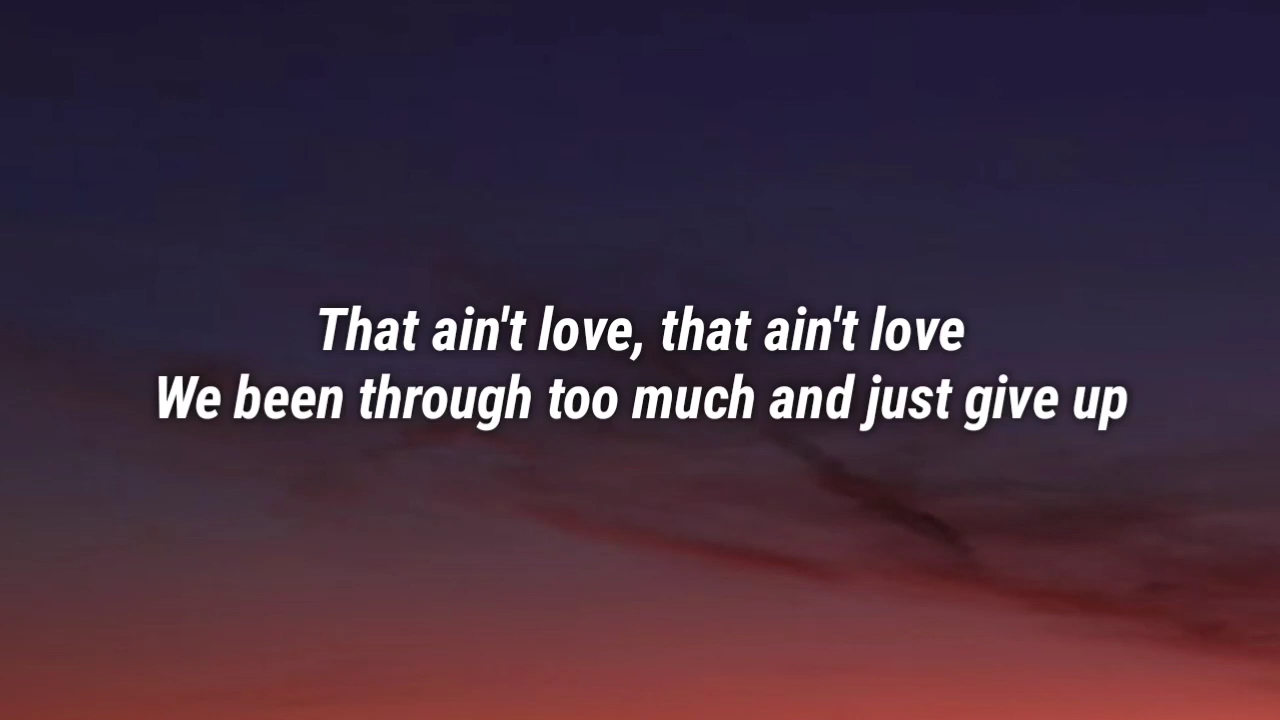 That ain't love, that ain't love
We been through too much and just give up